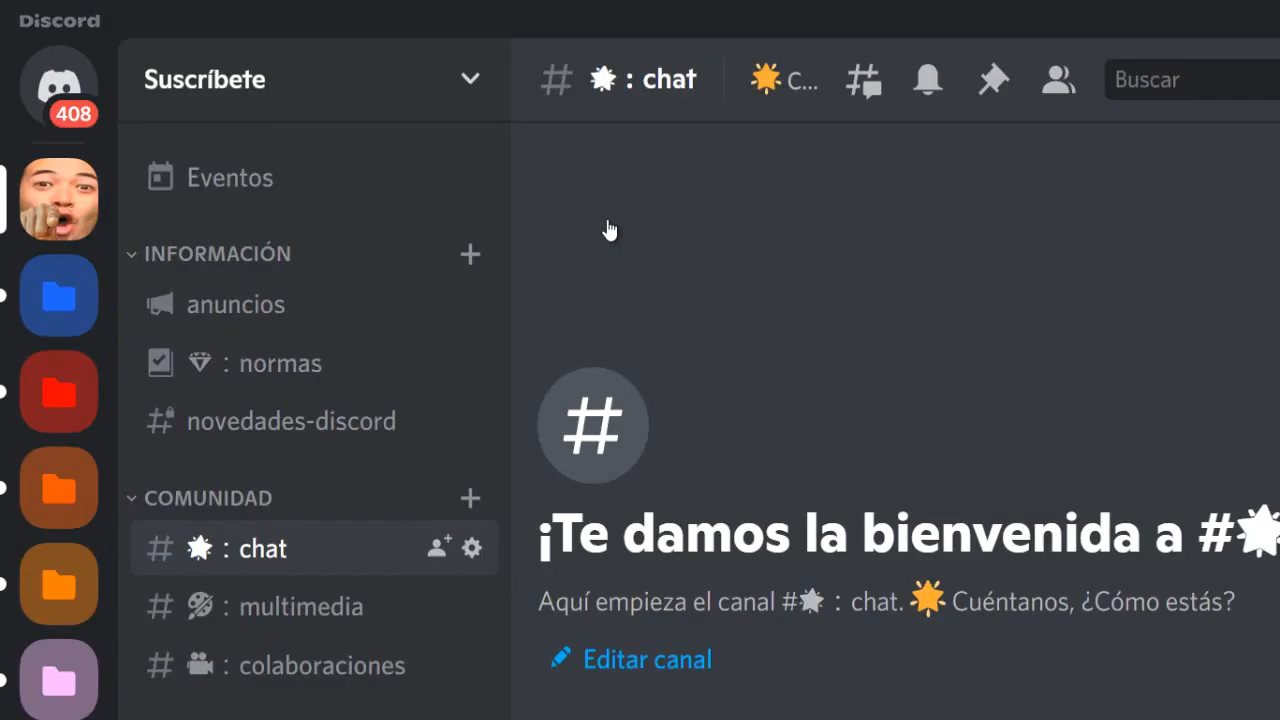 Discord
408
Suscríbete
# 🌟 : chat
🌟 C...
Buscar
Eventos
INFORMACIÓN
anuncios
💎 : normas
novedades-discord
COMUNIDAD
# 🌟 : chat
# 🎨 : multimedia
# 🎥 : colaboraciones
#
¡Te damos la bienvenida a #🌟
Aquí empieza el canal #🌟 : chat. 🌟 Cuéntanos, ¿Cómo estás?
Editar canal